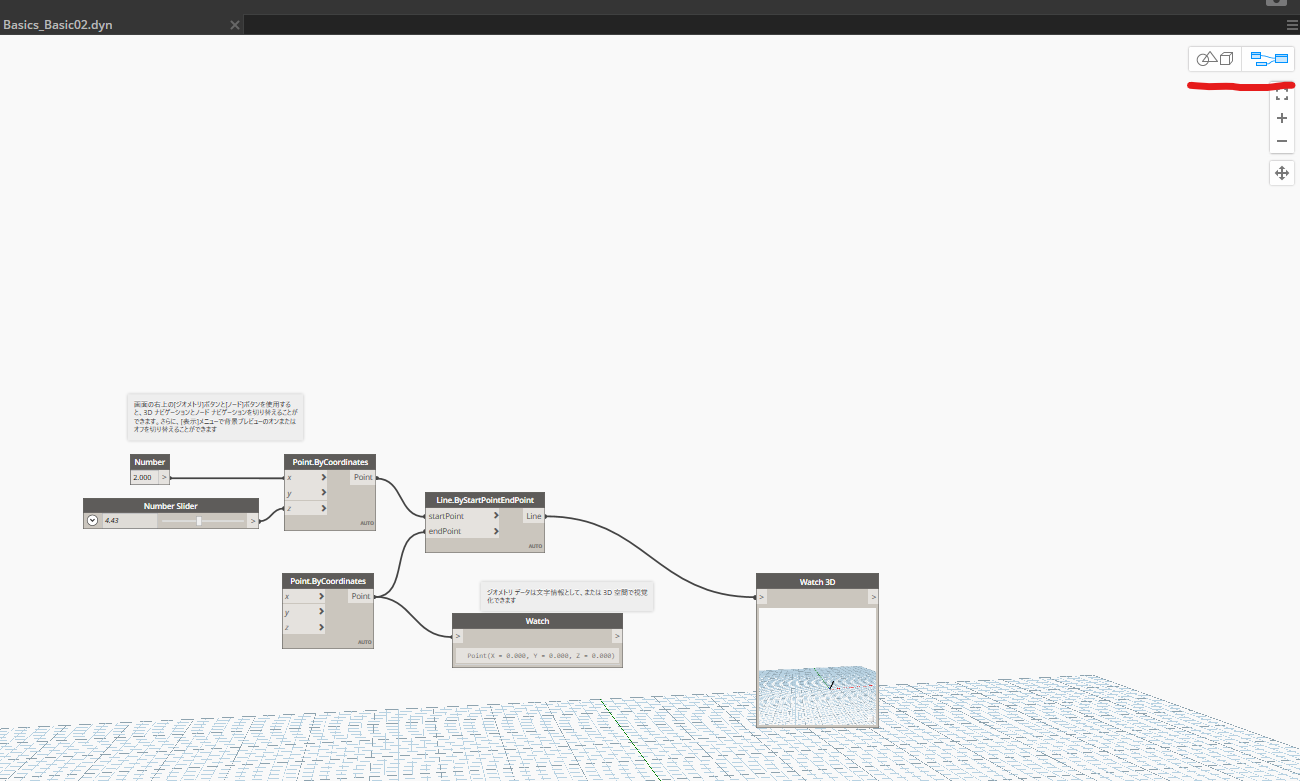 Basics_Basic02.dyn
画面の右上の[ジオメトリ]ボタンと[ノード]ボタンを使用する
と、3D ナビゲーションとノード ナビゲーションを切り替えることが
できます。さらに、[表示]メニューで背景プレビューのオンまたは
オフを切り替えることができます
Number
2.000 >
Number Slider
4.43 >
Point.ByCoordinates
x Point
y
z
AUTO
Line.ByStartPointEndPoint
startPoint Line
endPoint
AUTO
Point.ByCoordinates
x Point
y
z
AUTO
ジオメトリ データは文字情報として、または 3D 空間で視覚
化できます
Watch
> >
Point(X = 0.000, Y = 0.000, Z = 0.000)
Watch 3D
> >